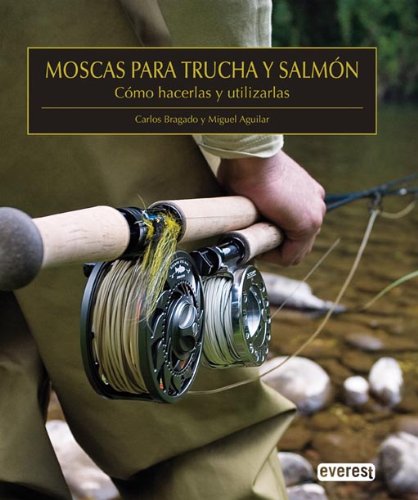 MOSCAS PARA TRUCHA Y SALMÓN
Cómo hacerlas y utilizarlas
Carlos Bragado y Miguel Aguilar
everest